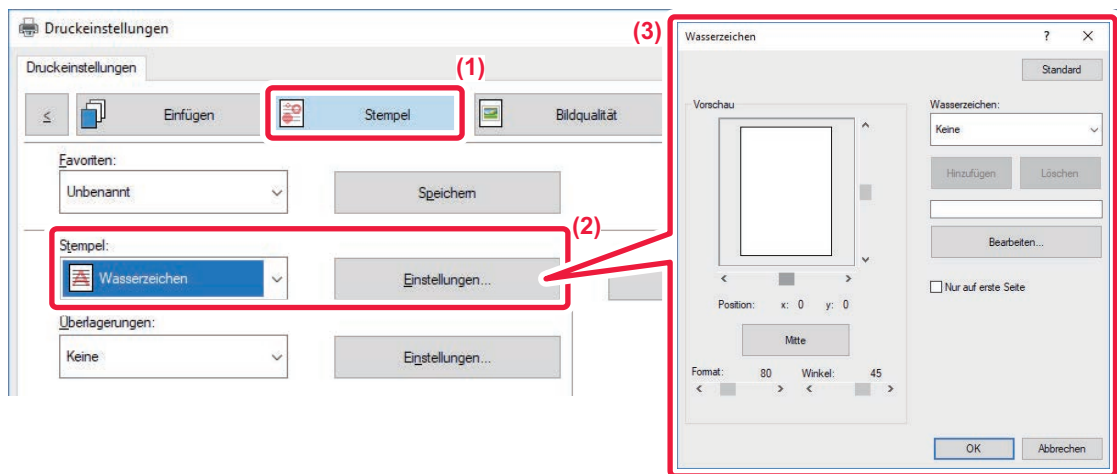 Druckeinstellungen
Druckeinstellungen
(1)
≤ Einfügen Stempel Bildqualität
Favoriten:
Unbenannt Speichern
(2)
Stempel:
Wasserzeichen Einstellungen...
Überlagerungen:
Keine Einstellungen...
(3)
Wasserzeichen ? X
Standard
Vorschau
Wasserzeichen:
Keine
Hinzufügen Löschen
Bearbeiten...
Nur auf erste Seite
Position: x: 0 y: 0
Mitte
Format: 80 Winkel: 45
OK Abbrechen